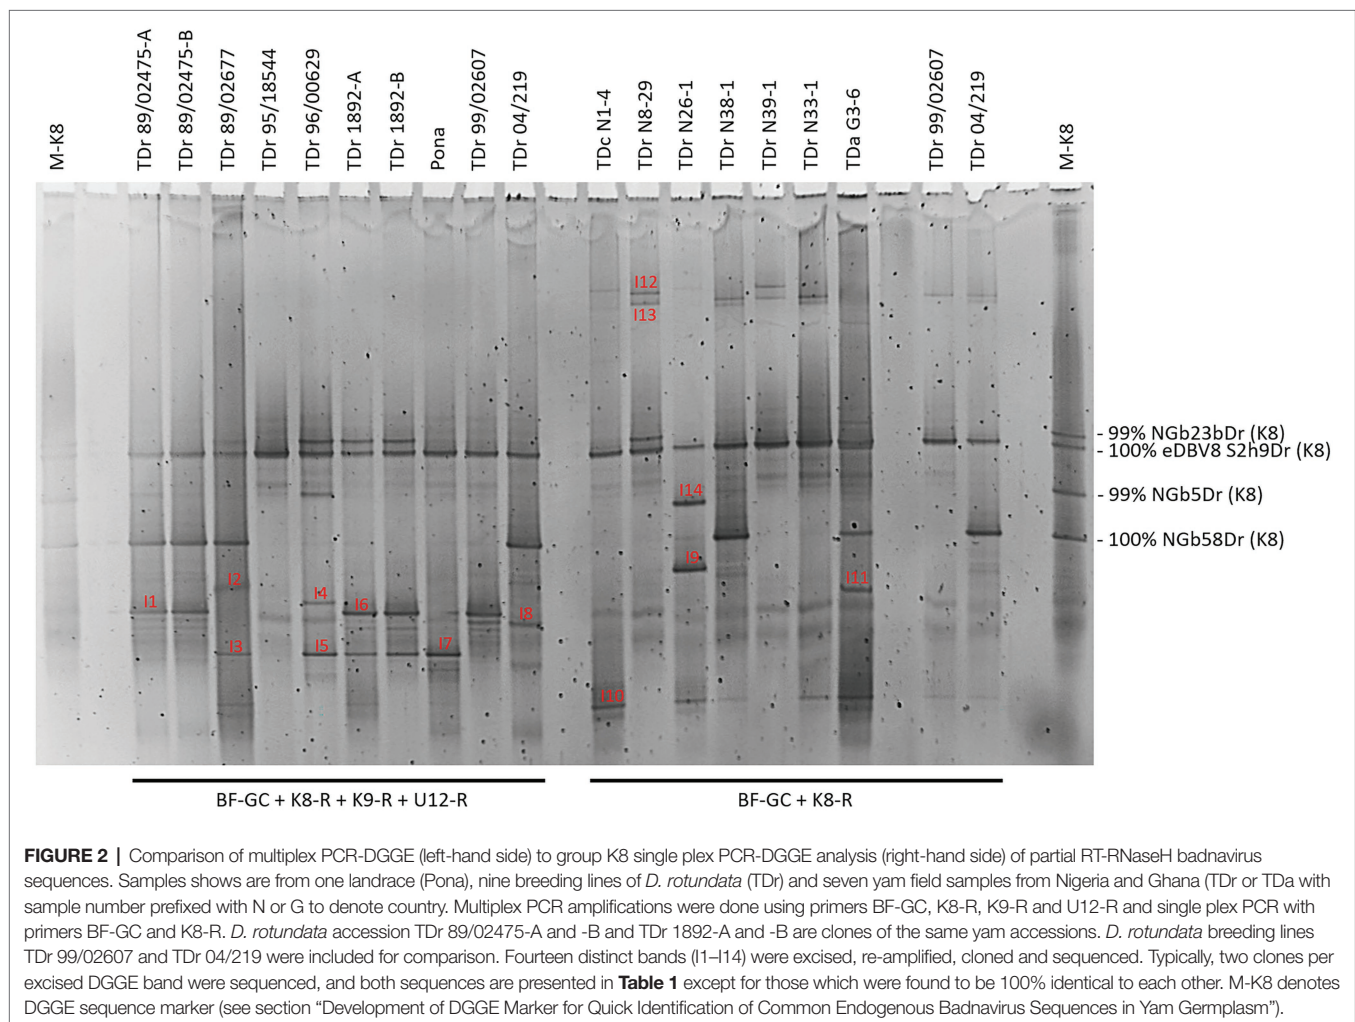 M-K8
TDr 89/02475-A
TDr 89/02475-B
TDr 89/02677
TDr 95/18544
TDr 96/00629
TDr 1892-A
TDr 1892-B
Pona
TDr 99/02607
TDr 04/219
TDc N1-4
TDr N8-29
TDr N26-1
TDr N38-1
TDr N39-1
TDr N33-1
TDa G3-6
TDr 99/02607
TDr 04/219
M-K8
I12
I13
- 99% NGb23bDr (K8)
- 100% eDBV8 S2h9Dr (K8)
I14
- 99% NGb5Dr (K8)
- 100% NGb58Dr (K8)
I9
I2
I11
I1
I4
I6
I8
I3
I5
I7
I10
BF-GC + K8-R + K9-R + U12-R
BF-GC + K8-R
FIGURE 2 | Comparison of multiplex PCR-DGGE (left-hand side) to group K8 single plex PCR-DGGE analysis (right-hand side) of partial RT-RNaseH badnavirus
sequences. Samples shows are from one landrace (Pona), nine breeding lines of D. rotundata (TDr) and seven yam field samples from Nigeria and Ghana (TDr or TDa with
sample number prefixed with N or G to denote country. Multiplex PCR amplifications were done using primers BF-GC, K8-R, K9-R and U12-R and single plex PCR with
primers BF-GC and K8-R. D. rotundata accession TDr 89/02475-A and -B and TDr 1892-A and -B are clones of the same yam accessions. D. rotundata breeding lines
TDr 99/02607 and TDr 04/219 were included for comparison. Fourteen distinct bands (I1–I14) were excised, re-amplified, cloned and sequenced. Typically, two clones per
excised DGGE band were sequenced, and both sequences are presented in Table 1 except for those which were found to be 100% identical to each other. M-K8 denotes
DGGE sequence marker (see section “Development of DGGE Marker for Quick Identification of Common Endogenous Badnavirus Sequences in Yam Germplasm”).